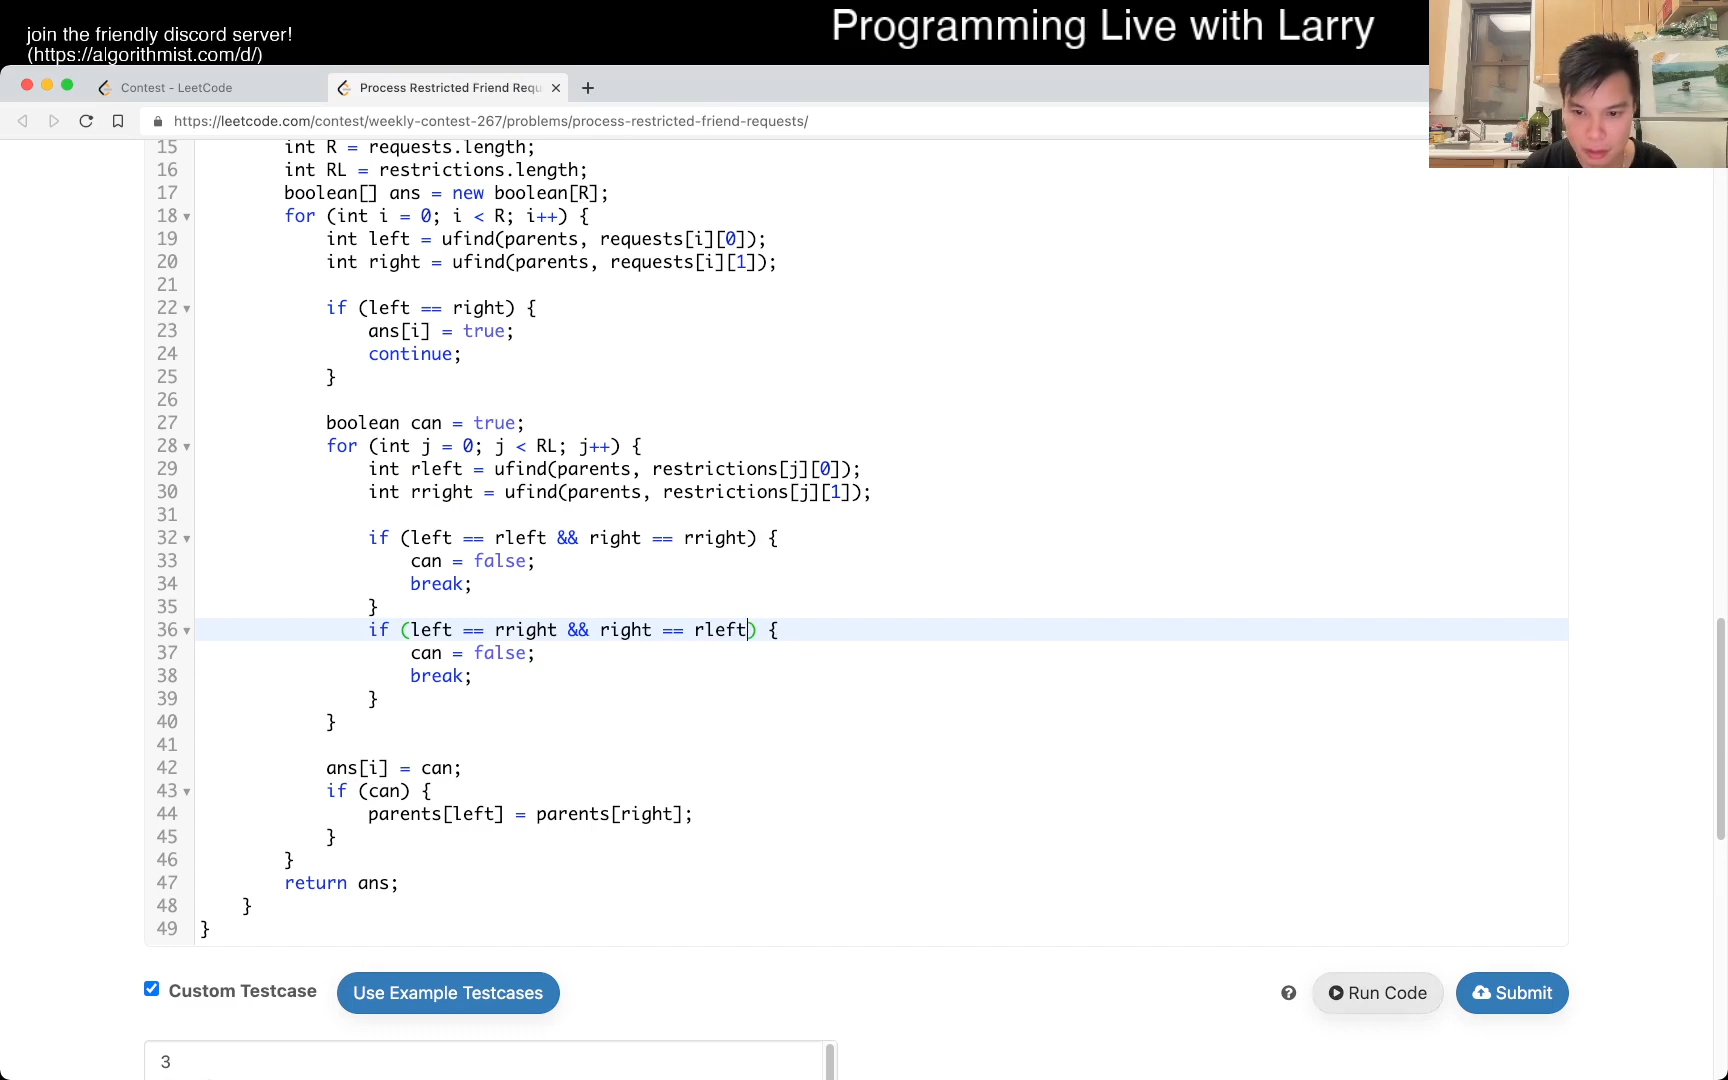 join the friendly discord server!
(https://algorithmist.com/d/)
Programming Live with Larry
Contest - LeetCode
Process Restricted Friend Requ
https://leetcode.com/contest/weekly-contest-267/problems/process-restricted-friend-requests/
15 int R = requests.length;
16 int RL = restrictions.length;
17 boolean[] ans = new boolean[R];
18 for (int i = 0; i < R; i++) {
19 int left = ufind(parents, requests[i][0]);
20 int right = ufind(parents, requests[i][1]);
21
22 if (left == right) {
23 ans[i] = true;
24 continue;
25 }
26
27 boolean can = true;
28 for (int j = 0; j < RL; j++) {
29 int rleft = ufind(parents, restrictions[j][0]);
30 int rright = ufind(parents, restrictions[j][1]);
31
32 if (left == rleft && right == rright) {
33 can = false;
34 break;
35 }
36 if (left == rright && right == rleft) {
37 can = false;
38 break;
39 }
40 }
41
42 ans[i] = can;
43 if (can) {
44 parents[left] = parents[right];
45 }
46 }
47 return ans;
48 }
49 }
Custom Testcase
Use Example Testcases
Run Code
Submit
3